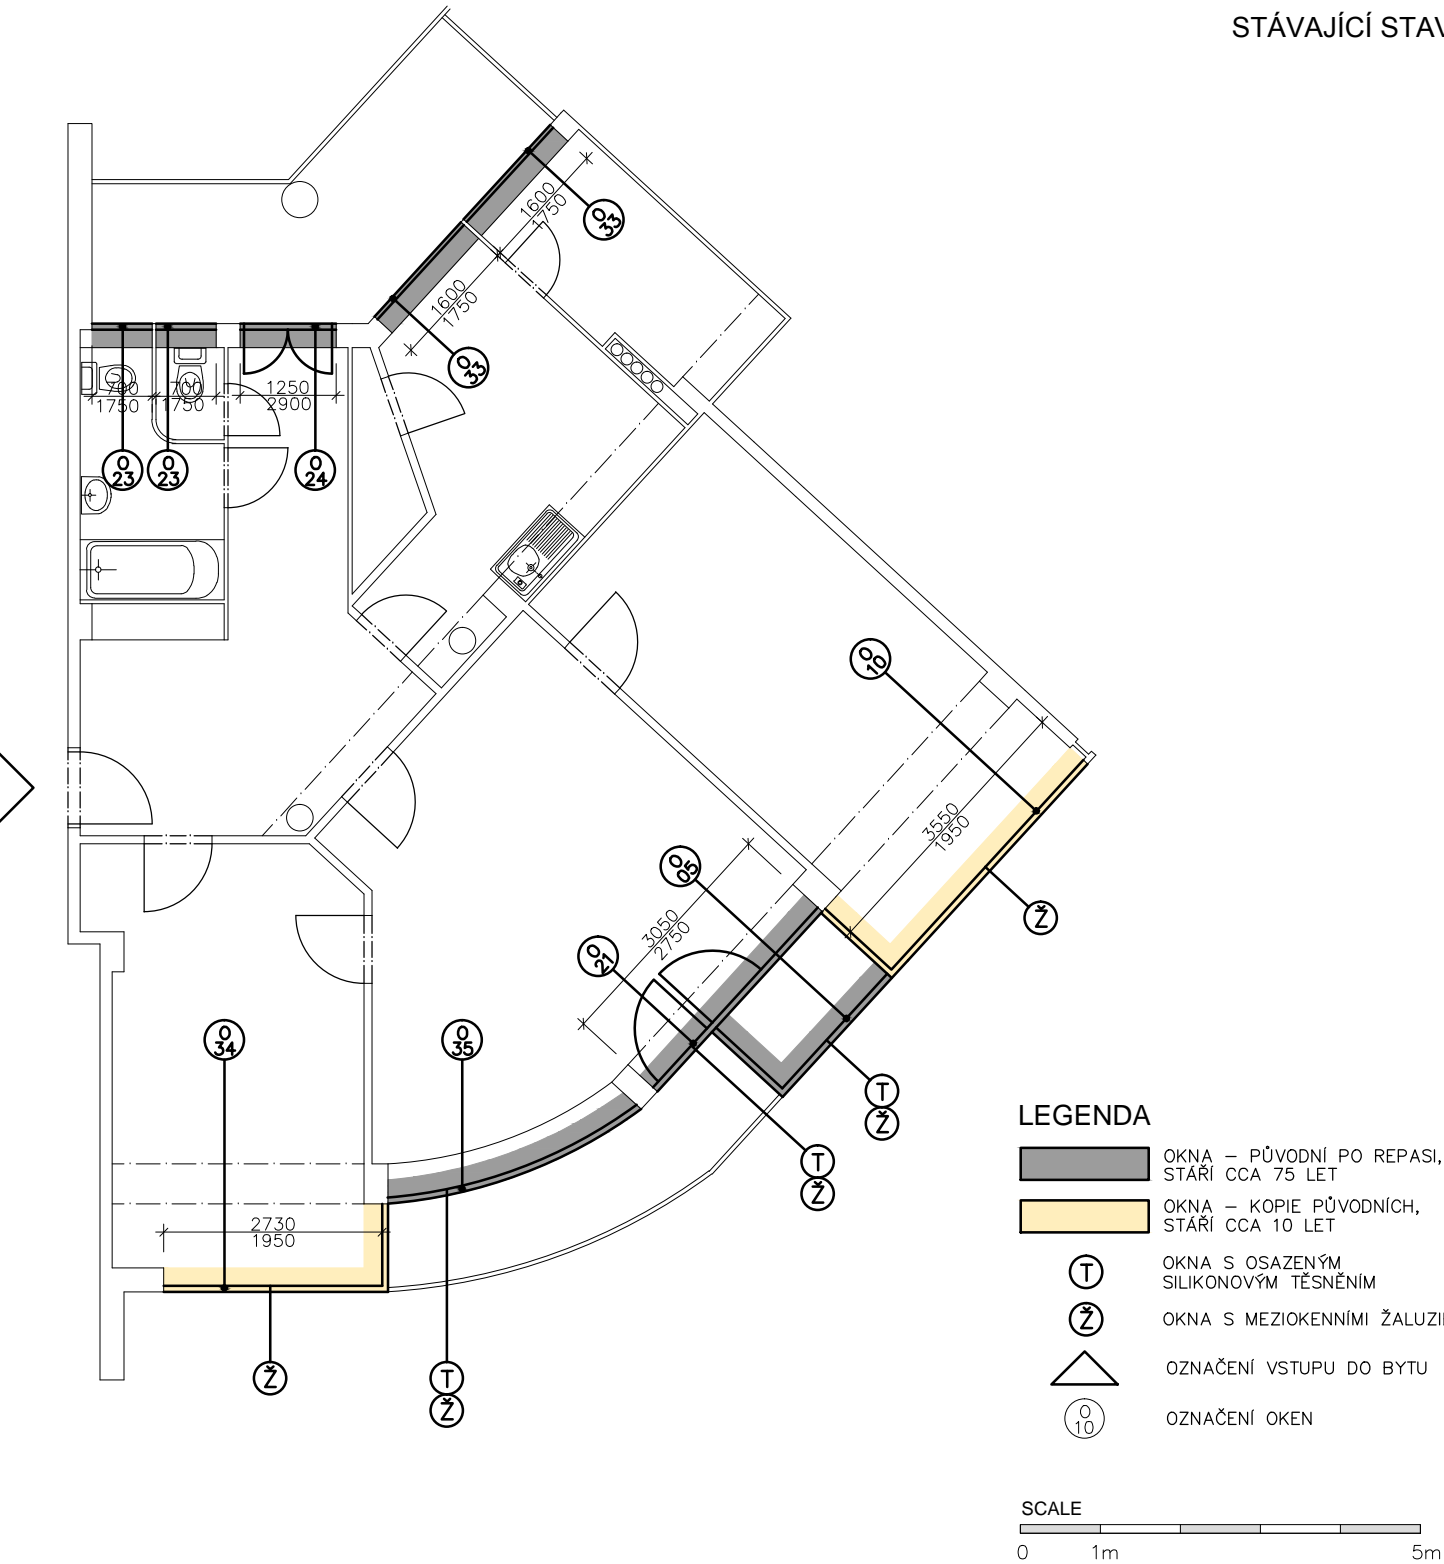 STÁVAJÍCÍ STAV
O
33
1600
1750
1600
1750
O
33
700
1750
700
1750
1250
2900
O
23
O
23
O
24
O
10
3550
1950
O
05
3050
2750
O
21
Ž
O
34
O
35
T
Ž
T
Ž
2730
1950
Ž
T
Ž
LEGENDA
OKNA – PŮVODNÍ PO REPASI,
STÁŘÍ CCA 75 LET
OKNA – KOPIE PŮVODNÍCH,
STÁŘÍ CCA 10 LET
T
OKNA S OSAZENÝM
SILIKONOVÝM TĚSNĚNÍM
Ž
OKNA S MEZIOKENNÍMI
OZNAČENÍ VSTUPU DO BYTU
O
10
OZNAČENÍ OKEN
SCALE
0 1m 5m